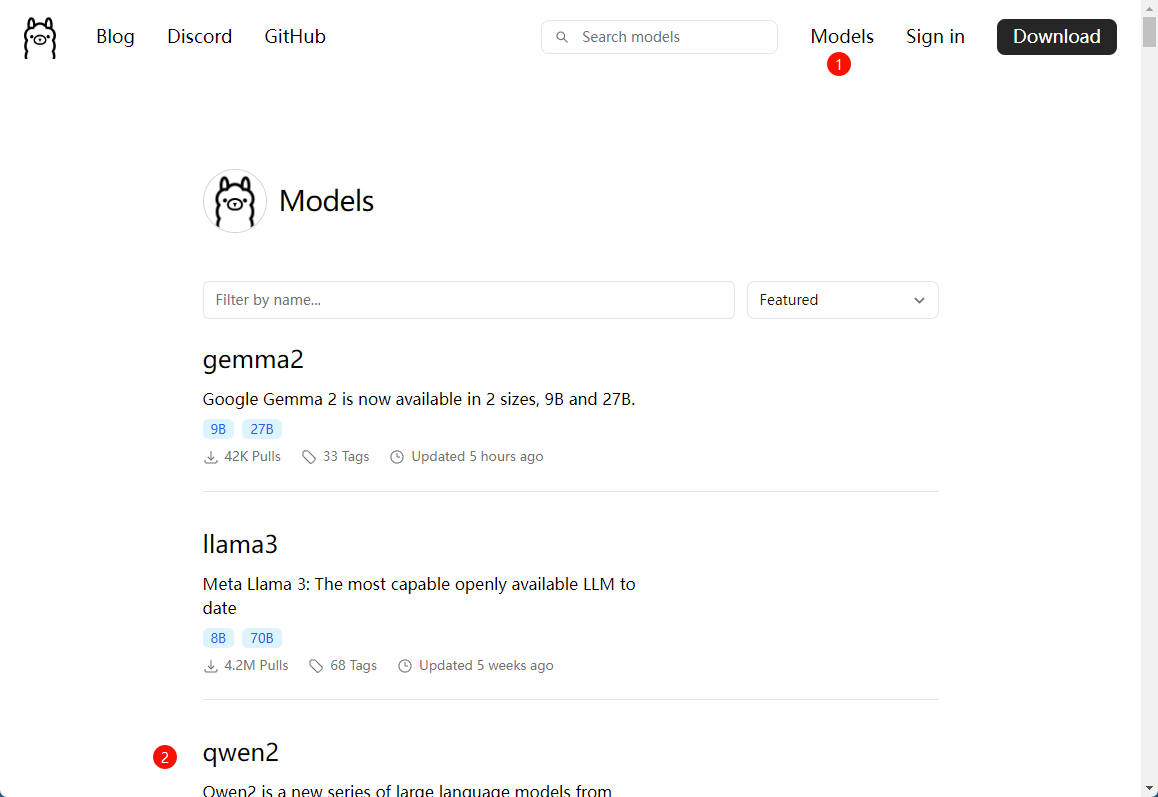 Blog Discord GitHub Search models Models Sign in Download
1
Models
Filter by name... Featured
gemma2
Google Gemma 2 is now available in 2 sizes, 9B and 27B.
9B 27B
42K Pulls 33 Tags Updated 5 hours ago
llama3
Meta Llama 3: The most capable openly available LLM to
date
8B 70B
4.2M Pulls 68 Tags Updated 5 weeks ago
2 qwen2
Qwen2 is a new series of large language models from